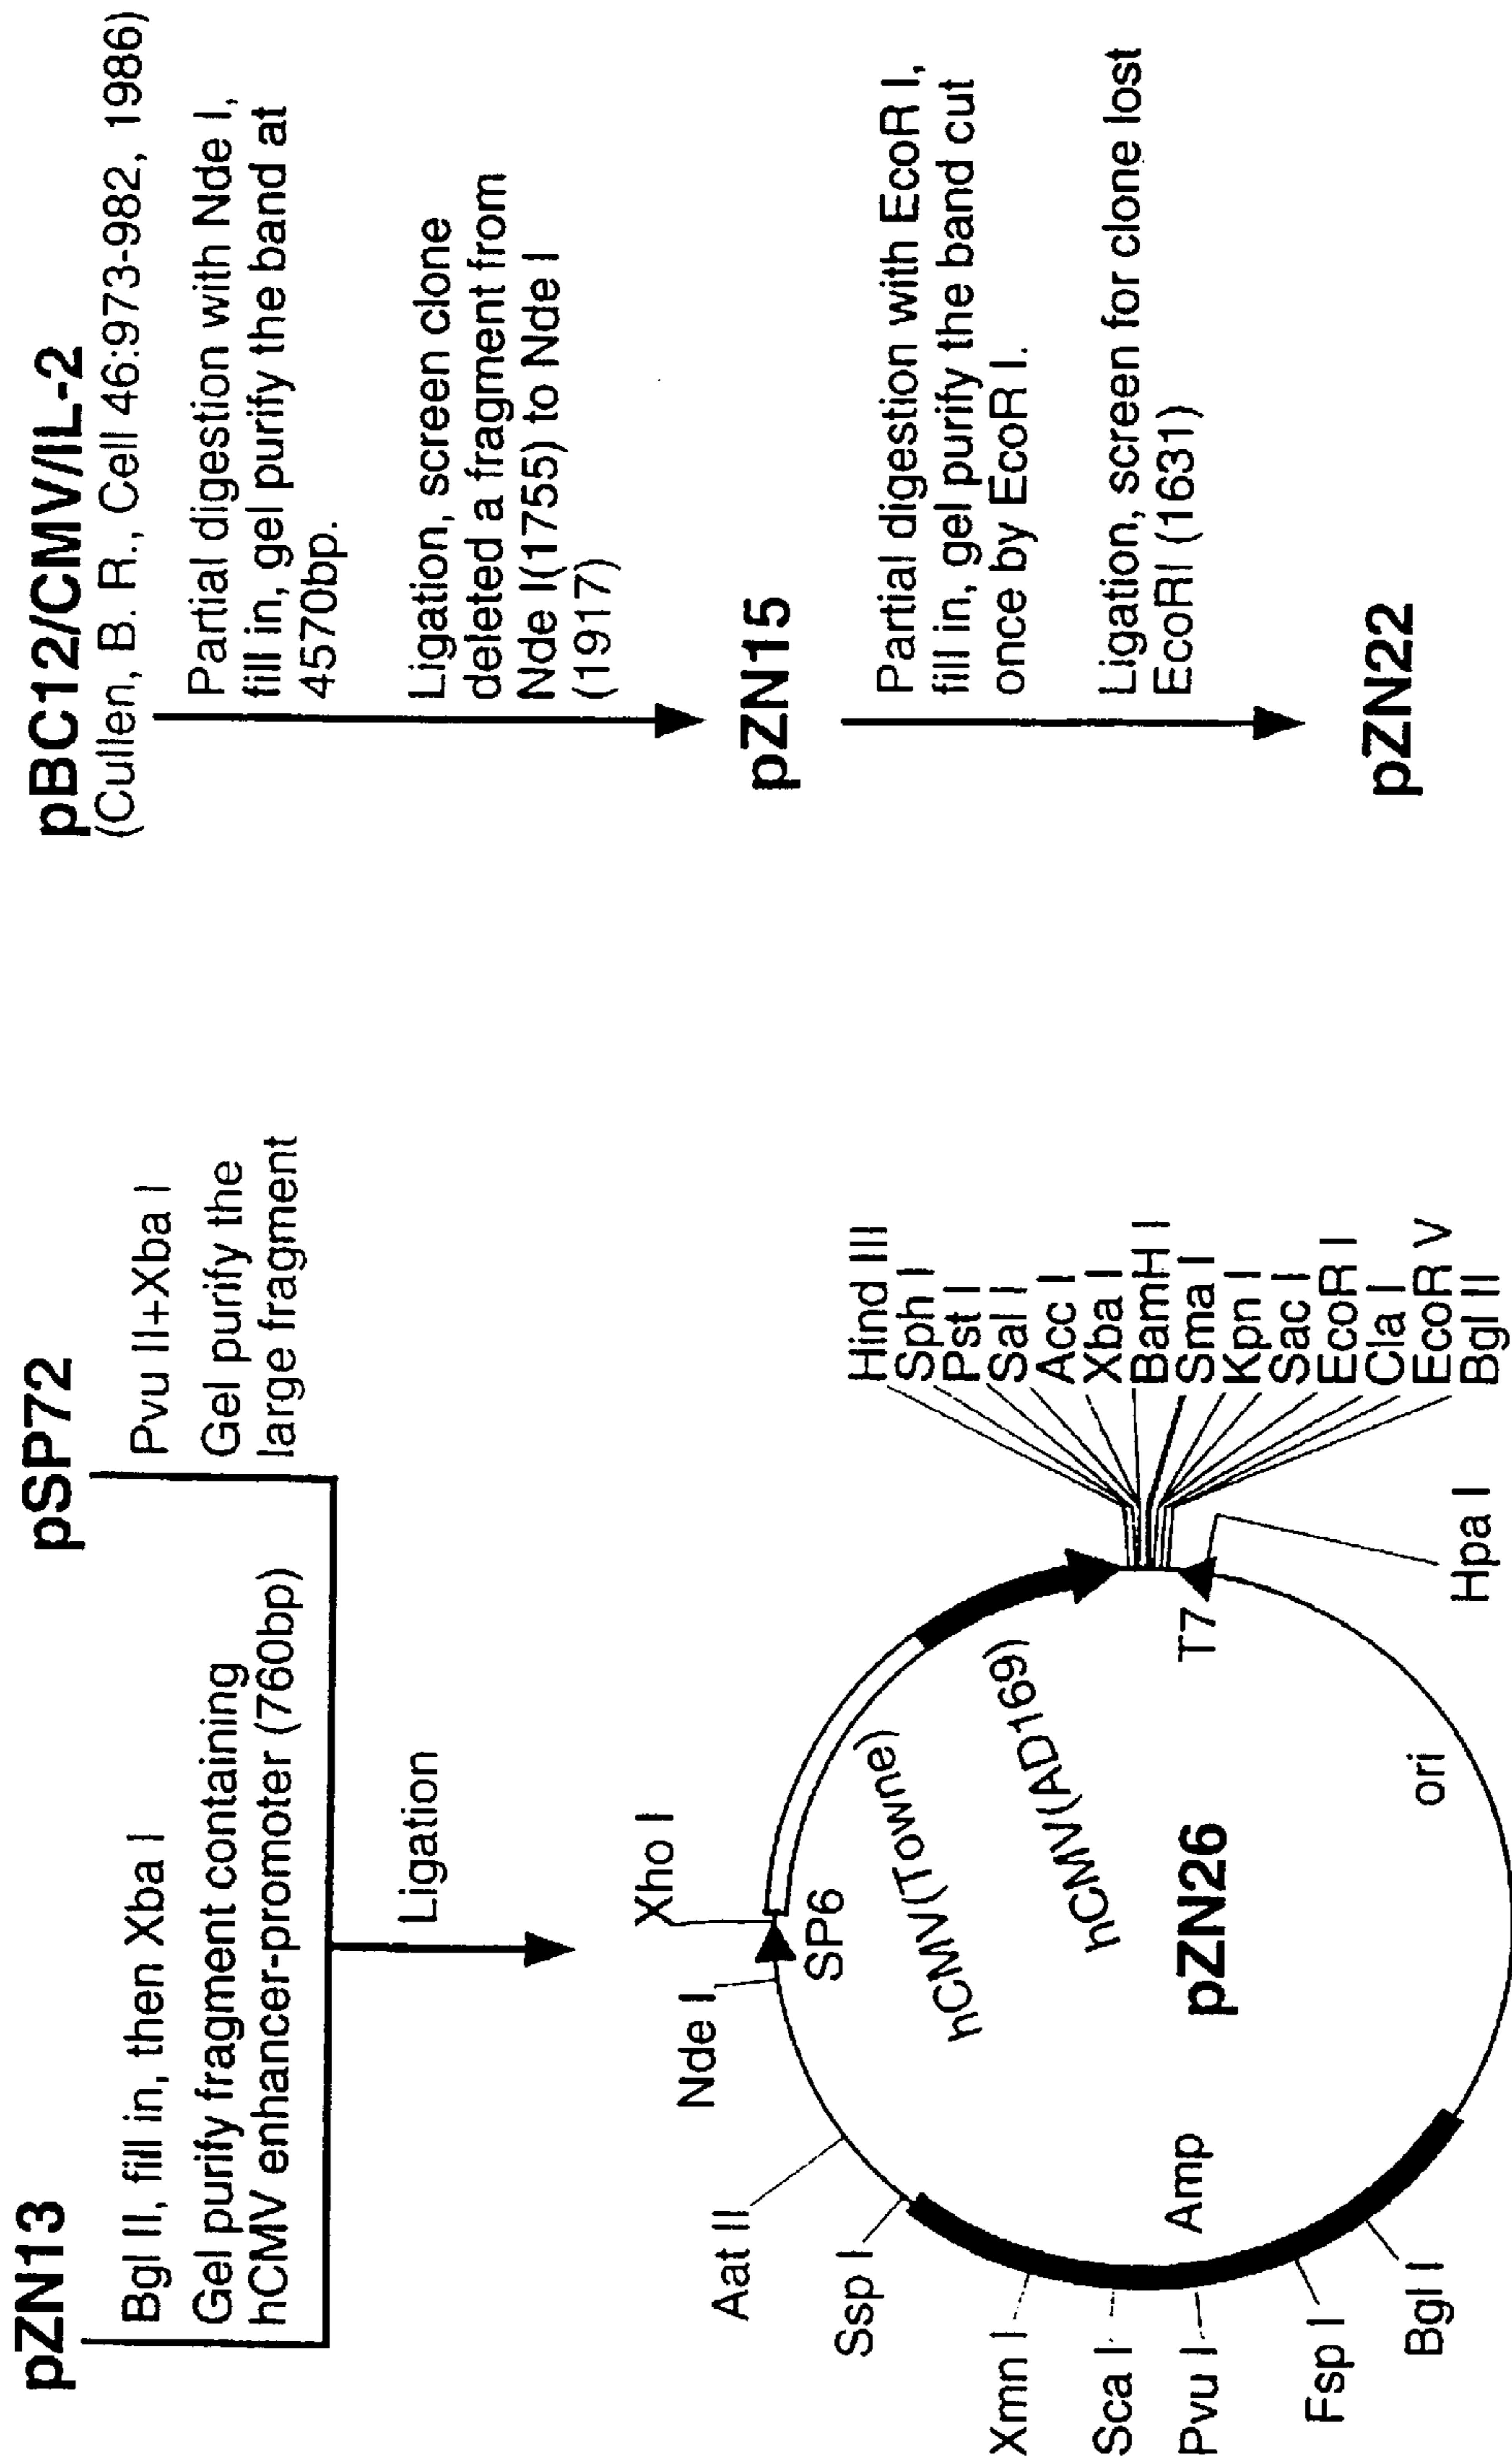 pZN13
Bgl II, fill in, then Xba I
Gel purify fragment containing
hCMV enhancer-promoter (760bp)
pSP72
Pvu II+Xba I
Gel purify the
large fragment
Ligation
Xho I
Nde I
SP6
Aat II
Ssp I
Xmn I
Sca I
Pvu I
Fsp I
Bgl I
Amp
hCMV(Towne)
hCMV(AD169)
pZN26
T7
ori
Hpa I
Hind III
Sph I
Pst I
Sal I
Acc I
Xba I
BamH I
Sma I
Kpn I
Sac I
EcoR I
Cla I
EcoR V
Bgl II
pBC12/CMV/IL-2
(Cullen, B. R., Cell 46:973-982, 1986)
Partial digestion with Nde I,
fill in, gel purify the band at
4570bp.
Ligation, screen clone
deleted a fragment from
Nde I(1755) to Nde I
(1917)
pZN15
Partial digestion with EcoR I,
fill in, gel purify the band cut
once by EcoR I.
Ligation, screen for clone lost
EcoRI (1631)
pZN22